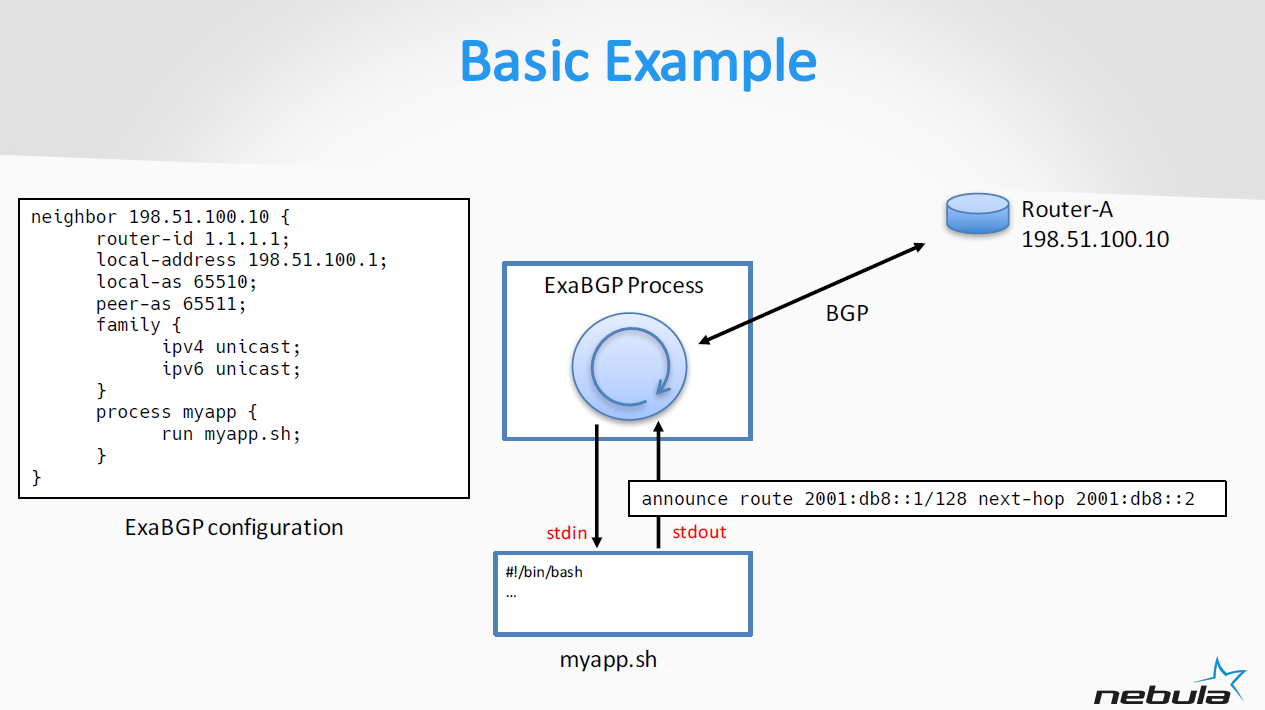 Basic Example
neighbor 198.51.100.10 {
router-id 1.1.1.1;
local-address 198.51.100.1;
local-as 65510;
peer-as 65511;
family {
ipv4 unicast;
ipv6 unicast;
}
process myapp {
run myapp.sh;
}
}
ExaBGP configuration
ExaBGP Process
BGP
Router-A
198.51.100.10
announce route 2001:db8::1/128 next-hop 2001:db8::2
stdin
stdout
#!/bin/bash
...
myapp.sh
nebula